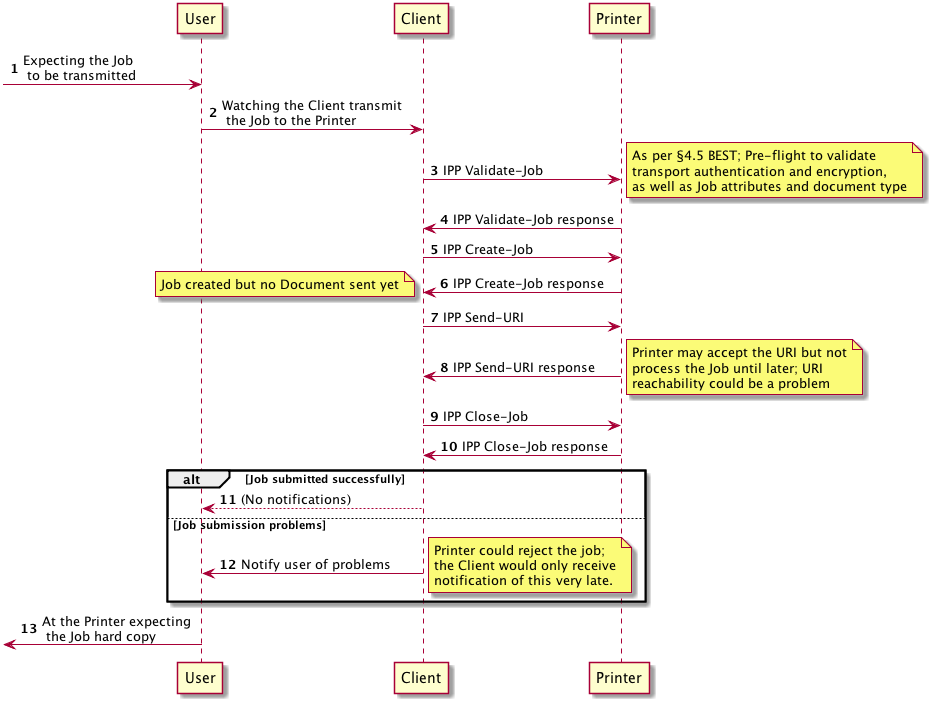 User Client Printer
1 Expecting the Job
to be transmitted
2 Watching the Client transmit
the Job to the Printer
3 IPP Validate-Job
As per §4.5 BEST; Pre-flight to validate
transport authentication and encryption,
as well as Job attributes and document type
4 IPP Validate-Job response
5 IPP Create-Job
Job created but no Document sent yet
6 IPP Create-Job response
7 IPP Send-URI
8 IPP Send-URI response
Printer may accept the URI but not
process the Job until later; URI
reachability could be a problem
9 IPP Close-Job
10 IPP Close-Job response
alt [Job submitted successfully]
11 (No notifications)
[Job submission problems]
12 Notify user of problems
Printer could reject the job;
the Client would only receive
notification of this very late.
13 At the Printer expecting
the Job hard copy
User Client Printer